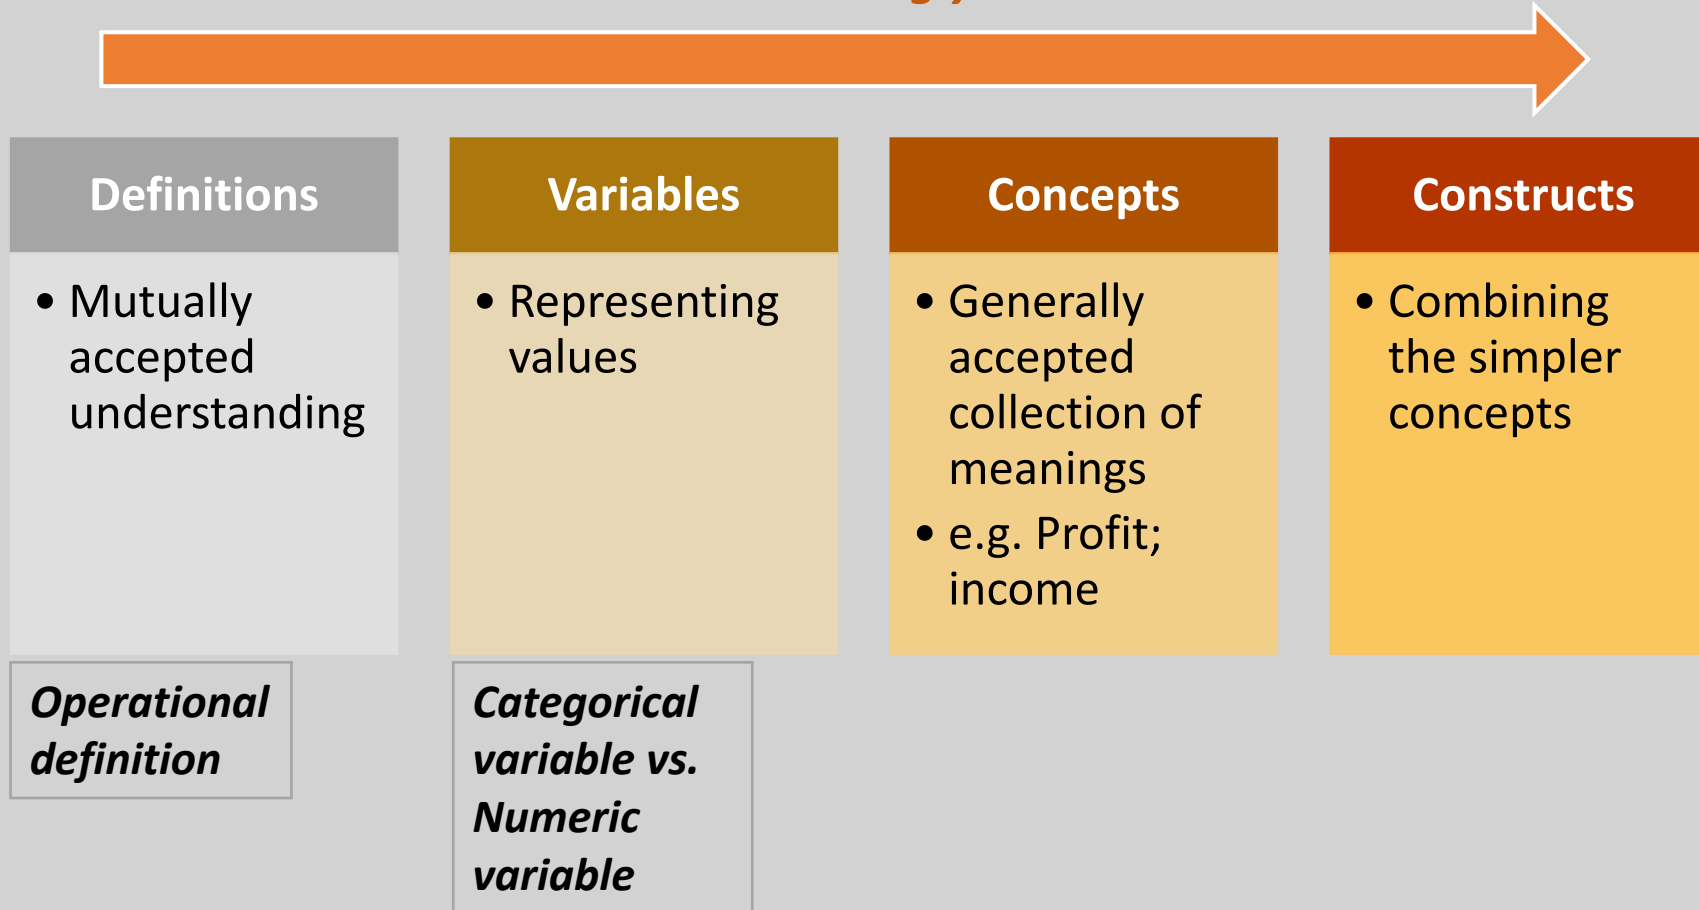 Definitions
• Mutually
accepted
understanding
Operational
definition
Variables
• Representing
values
Categorical
variable vs.
Numeric
variable
Concepts
• Generally
accepted
collection of
meanings
• e.g. Profit;
income
Constructs
• Combining
the simpler
concepts